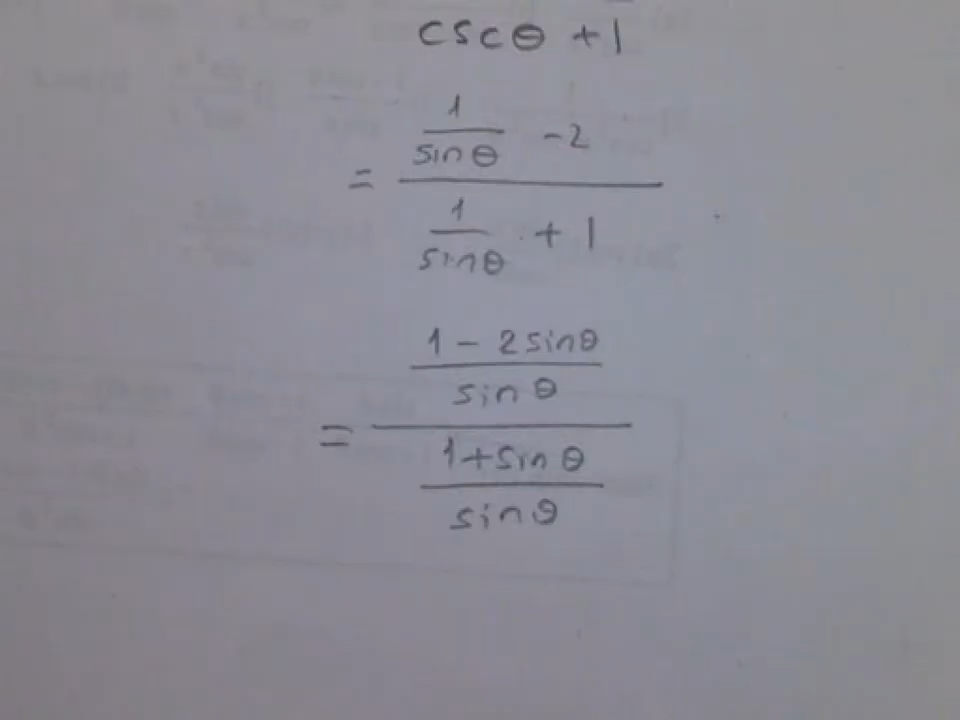 cscθ + 1
1
sinθ - 2
=
1
sinθ + 1
1 - 2sinθ
sinθ
=
1+sinθ
sinθ